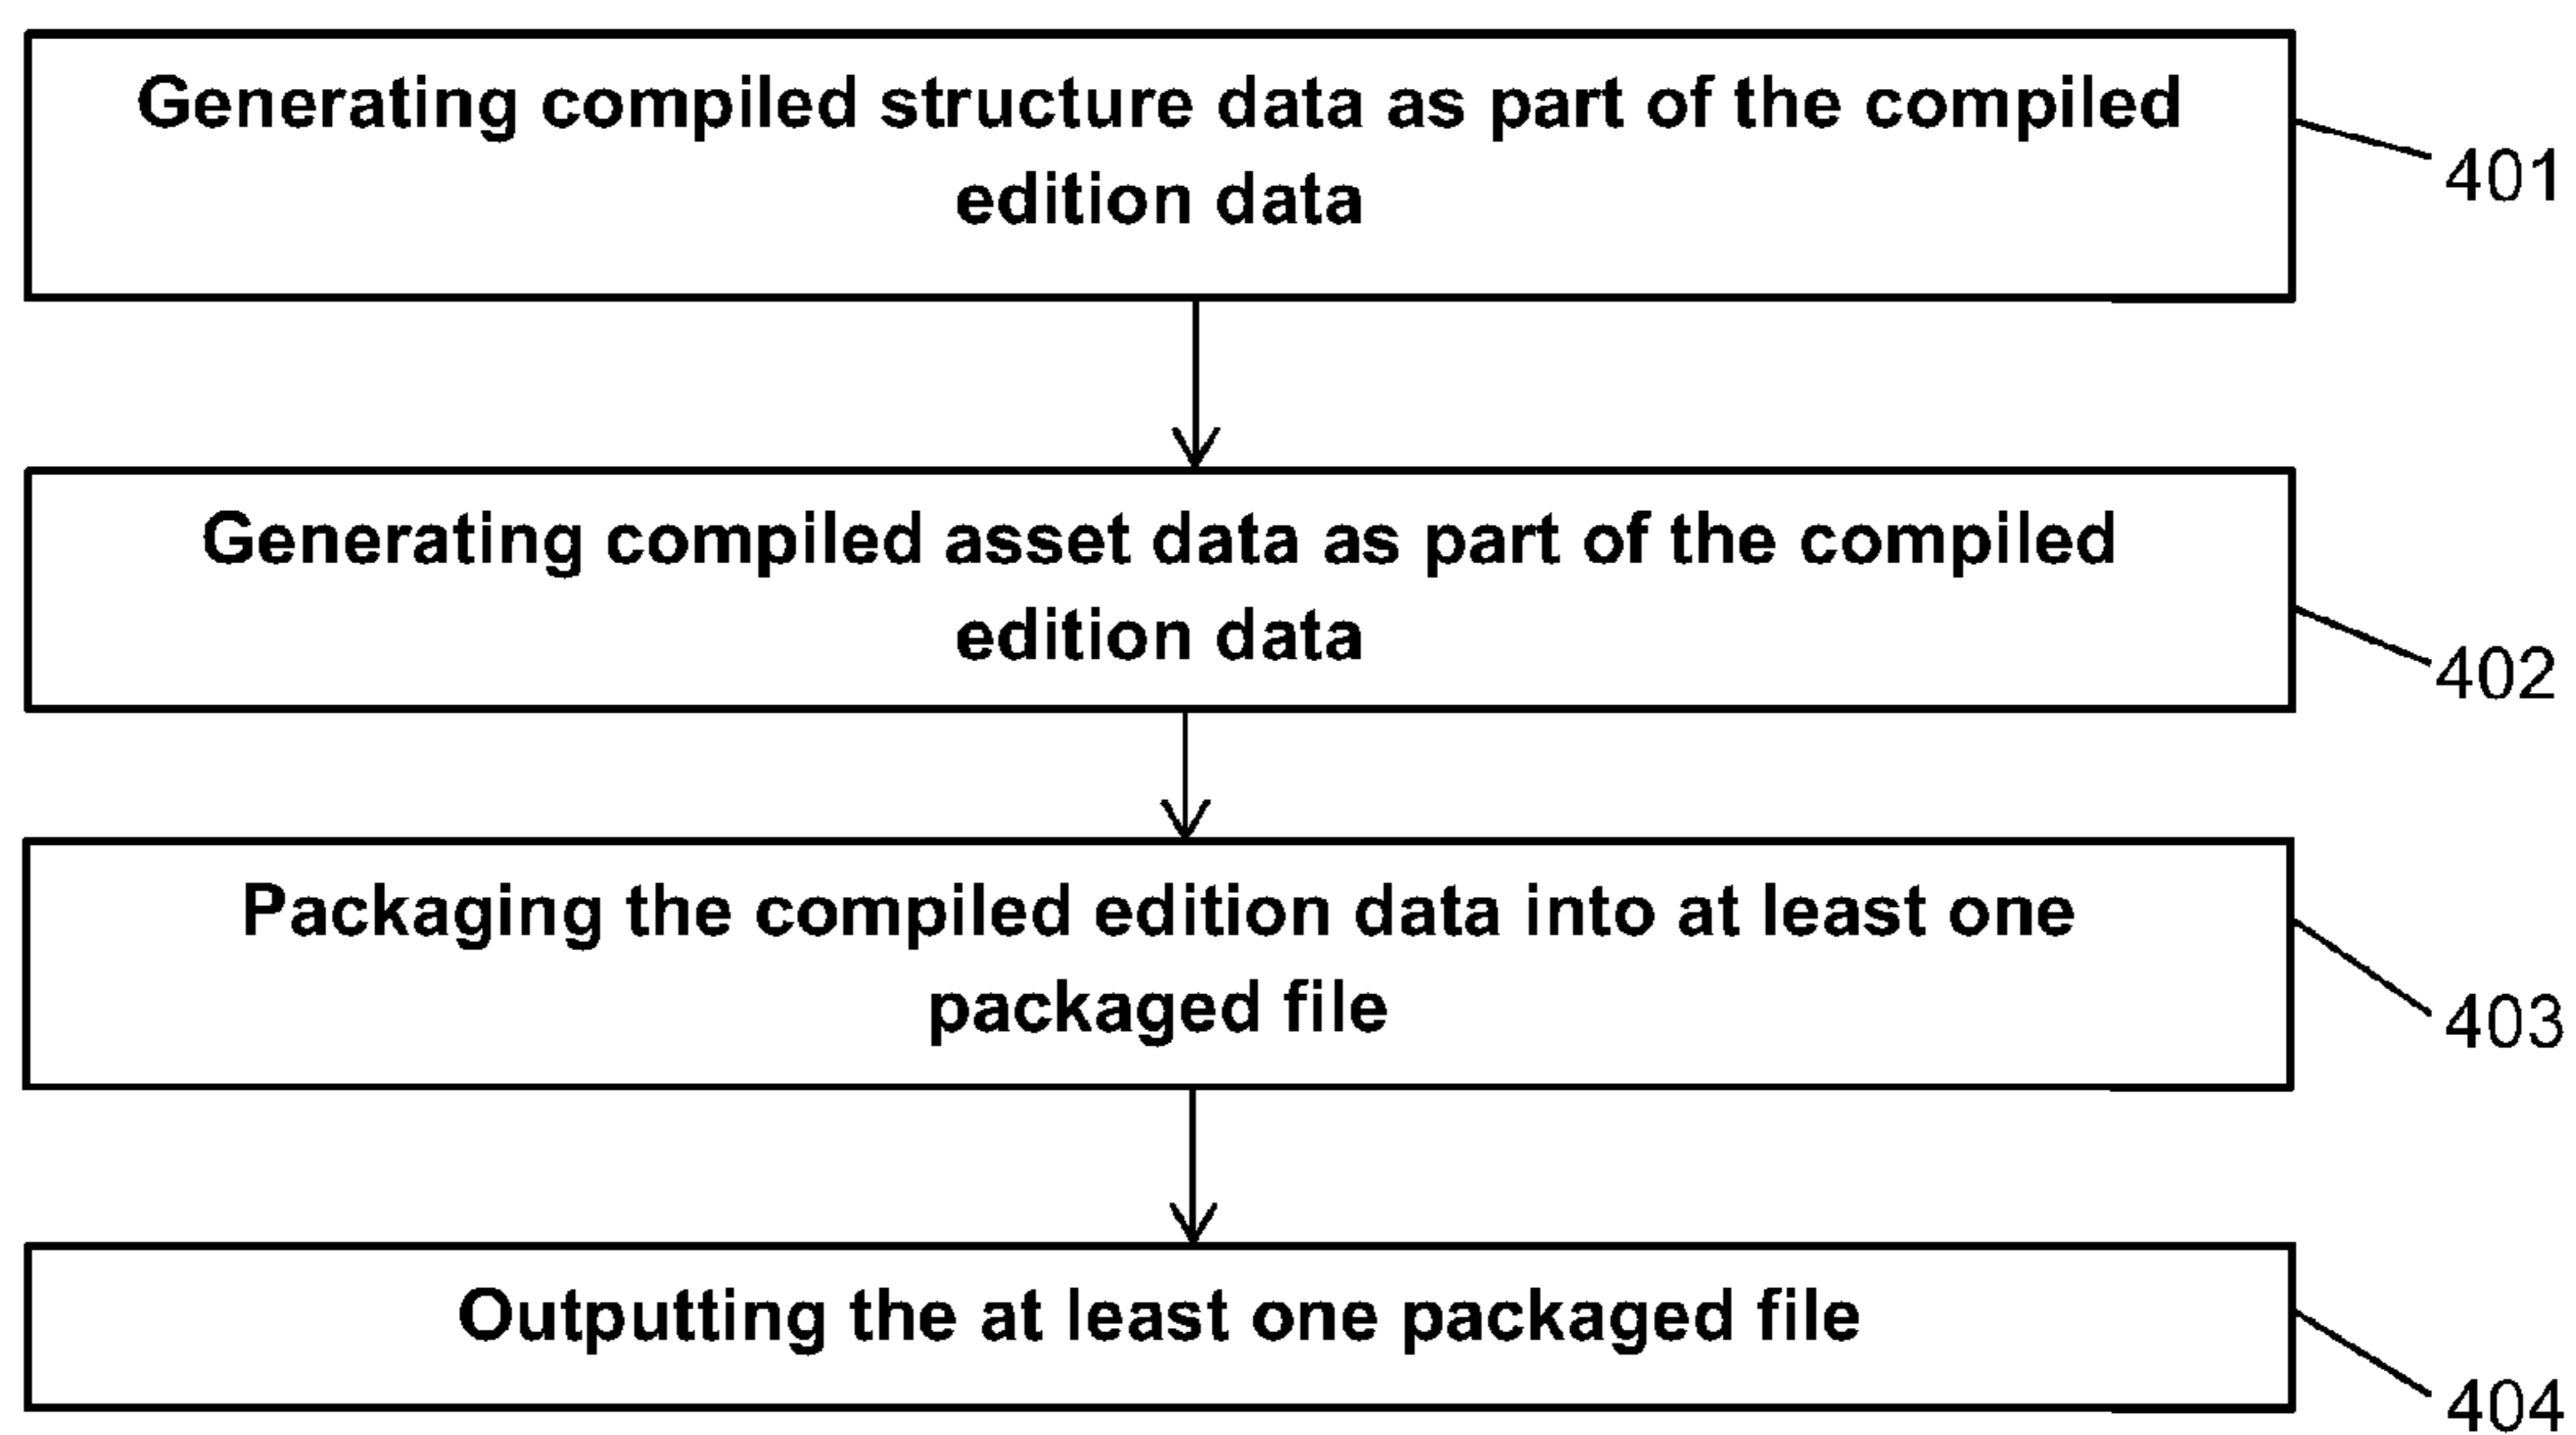 Generating compiled structure data as part of the compiled
edition data
401
Generating compiled asset data as part of the compiled
edition data
402
Packaging the compiled edition data into at least one
packaged file
403
Outputting the at least one packaged file
404